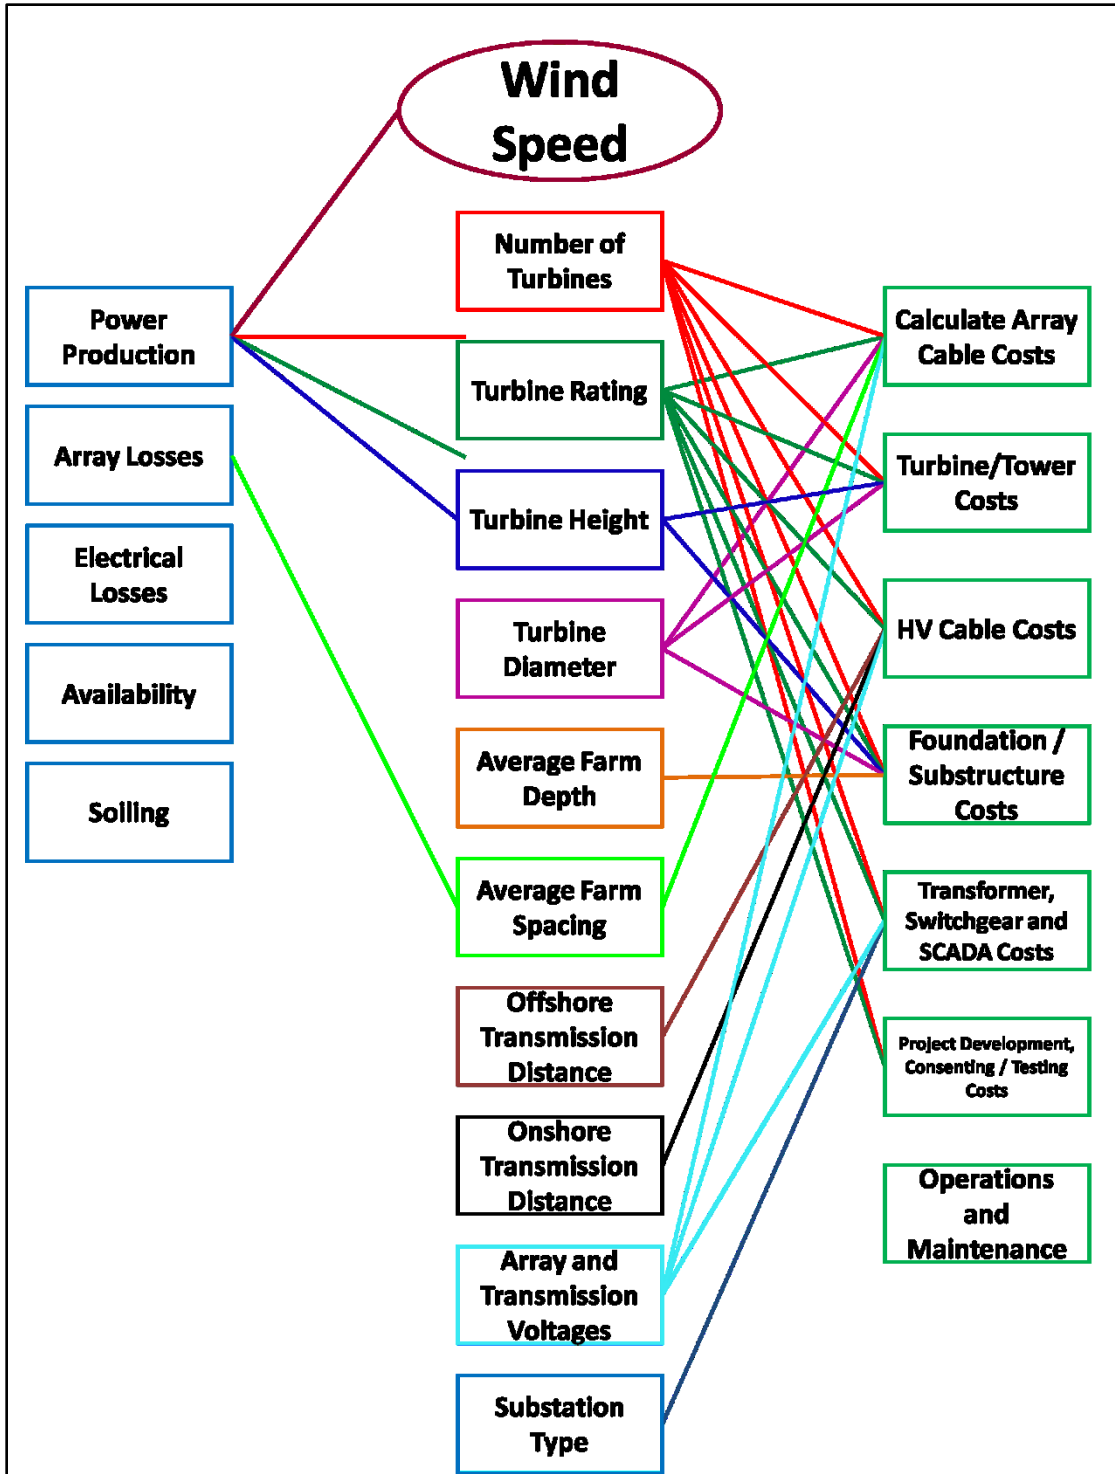 Wind
Speed
Power
Production
Array Losses
Electrical
Losses
Availability
Soiling
Number of
Turbines
Turbine Rating
Turbine Height
Turbine
Diameter
Average Farm
Depth
Average Farm
Spacing
Offshore
Transmission
Distance
Onshore
Transmission
Distance
Array and
Transmission
Voltages
Substation
Type
Calculate Array
Cable Costs
Turbine/Tower
Costs
HV Cable Costs
Foundation /
Substructure
Costs
Transformer,
Switchgear and
SCADA Costs
Project Development,
Consenting / Testing
Costs
Operations
and
Maintenance